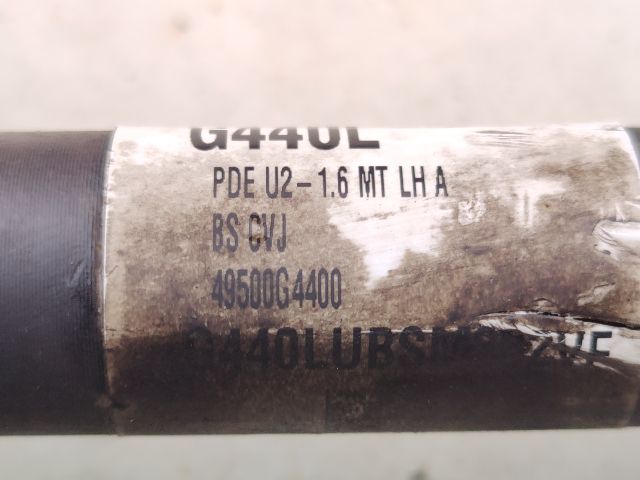 G440L
PDE U2-1.6 MT LH A
BS CVJ
49500G4400